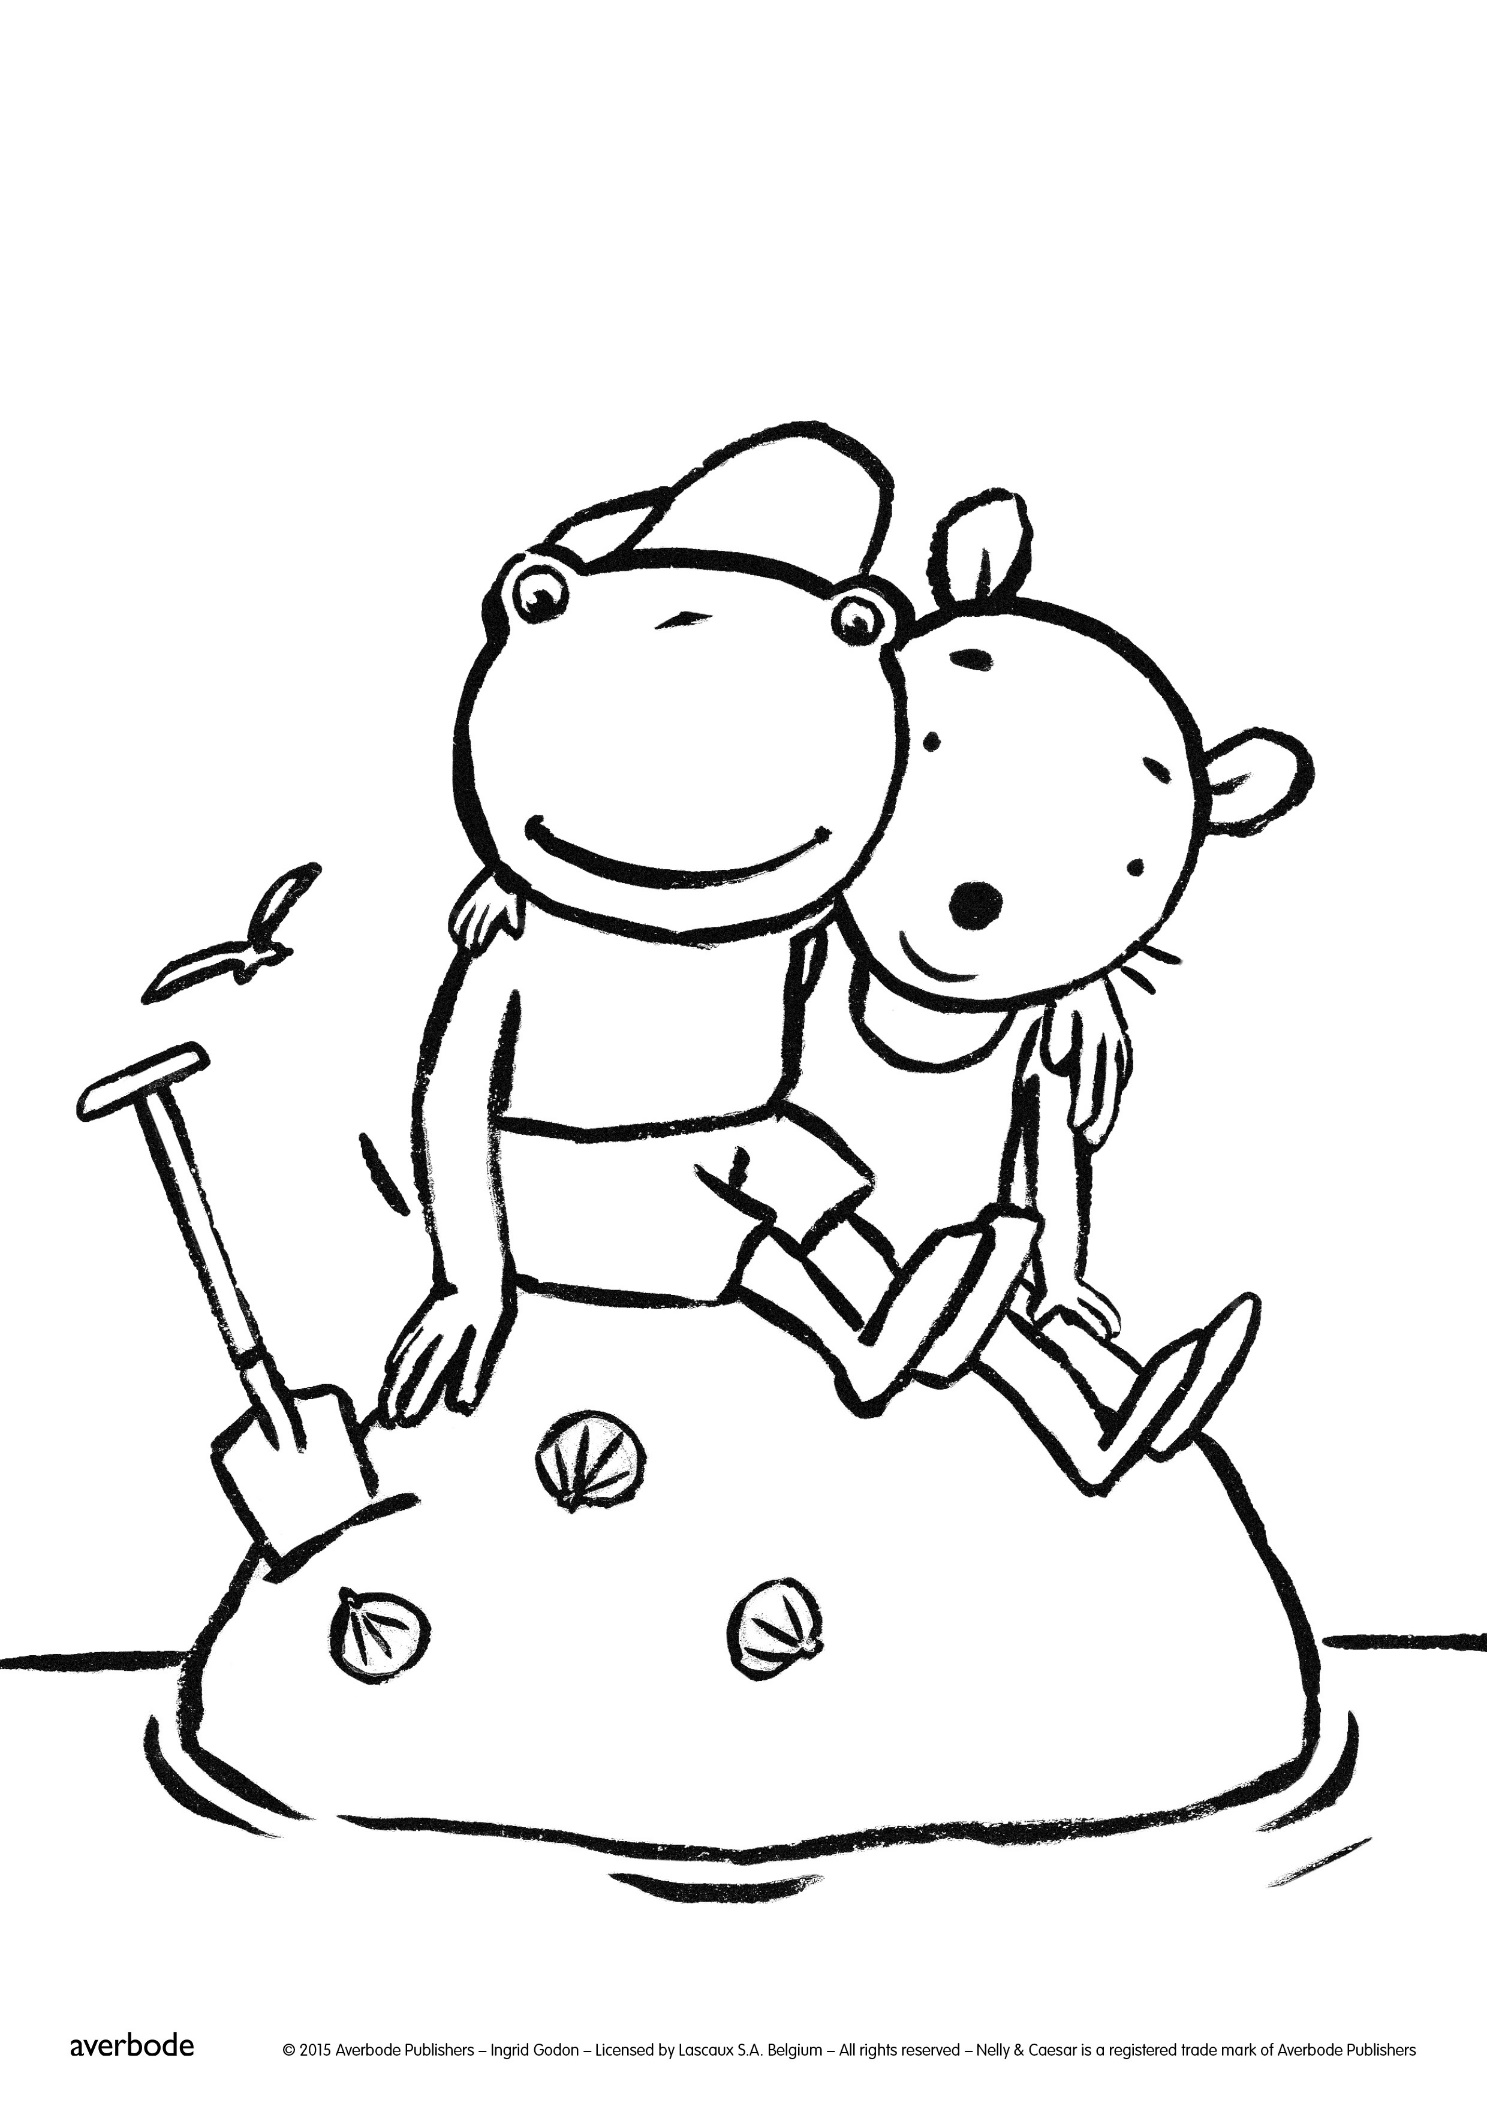 averbode © 2015 Averbode Publishers – Ingrid Godon – Licensed by Lascaux S.A. Belgium – All rights reserved – Nelly & Caesar is a registered trade mark of Averbode Publishers